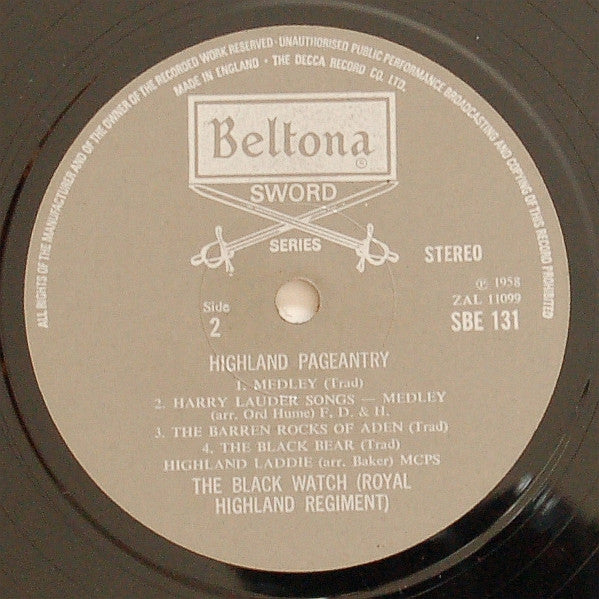 ALL RIGHTS OF THE MANUFACTURER AND OF THE OWNER OF THE RECORDED WORK RESERVED · UNAUTHORISED PUBLIC PERFORMANCE BROADCASTING AND COPYING OF THIS RECORD PROHIBITED
MADE IN ENGLAND · THE DECCA RECORD CO. LTD.
Beltona ©
SWORD
SERIES
STEREO
℗ 1958
ZAL 11099
SBE 131
Side
2
HIGHLAND PAGEANTRY
1. MEDLEY (Trad)
2. HARRY LAUDER SONGS — MEDLEY
(arr. Ord Hume) F. D. & H.
3. THE BARREN ROCKS OF ADEN (Trad)
4. THE BLACK BEAR (Trad)
HIGHLAND LADDIE (arr. Baker) MCPS
THE BLACK WATCH (ROYAL
HIGHLAND REGIMENT)